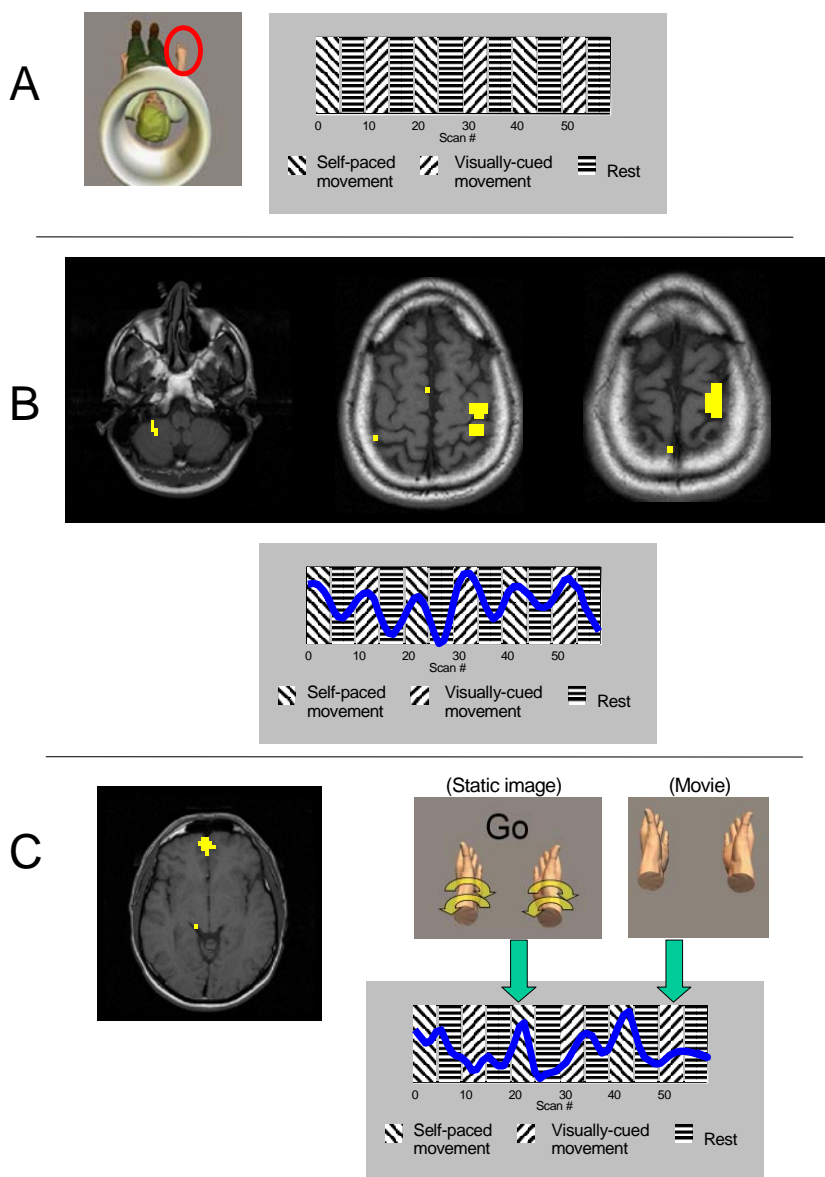 A
0 10 20 30 40 50
Scan #
Self-paced movement
Visually-cued movement
Rest
B
0 10 20 30 40 50
Scan #
Self-paced movement
Visually-cued movement
Rest
C
(Static image)
(Movie)
Go
0 10 20 30 40 50
Scan #
Self-paced movement
Visually-cued movement
Rest